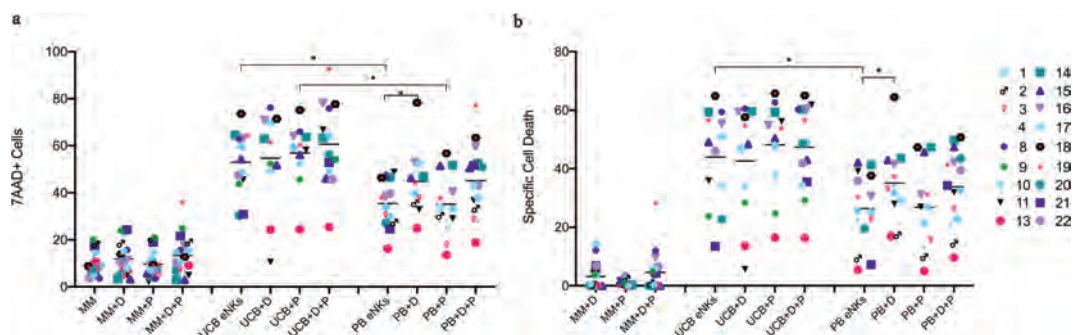 a
7AAD+ Cells
100
80
60
40
20
0
MM
MM+D
MM+P
MM+D+P
UCB eNKs
UCB+D
UCB+P
UCB+D+P
PB eNKs
PB+D
PB+P
PB+D+P
*
*
*
b
Specific Cell Death
80
60
40
20
0
MM+D
MM+P
MM+D+P
UCB eNKs
UCB+D
UCB+P
UCB+D+P
PB eNKs
PB+D
PB+P
PB+D+P
*
*
1 14
2 15
3 16
4 17
8 18
9 19
10 20
11 21
13 22